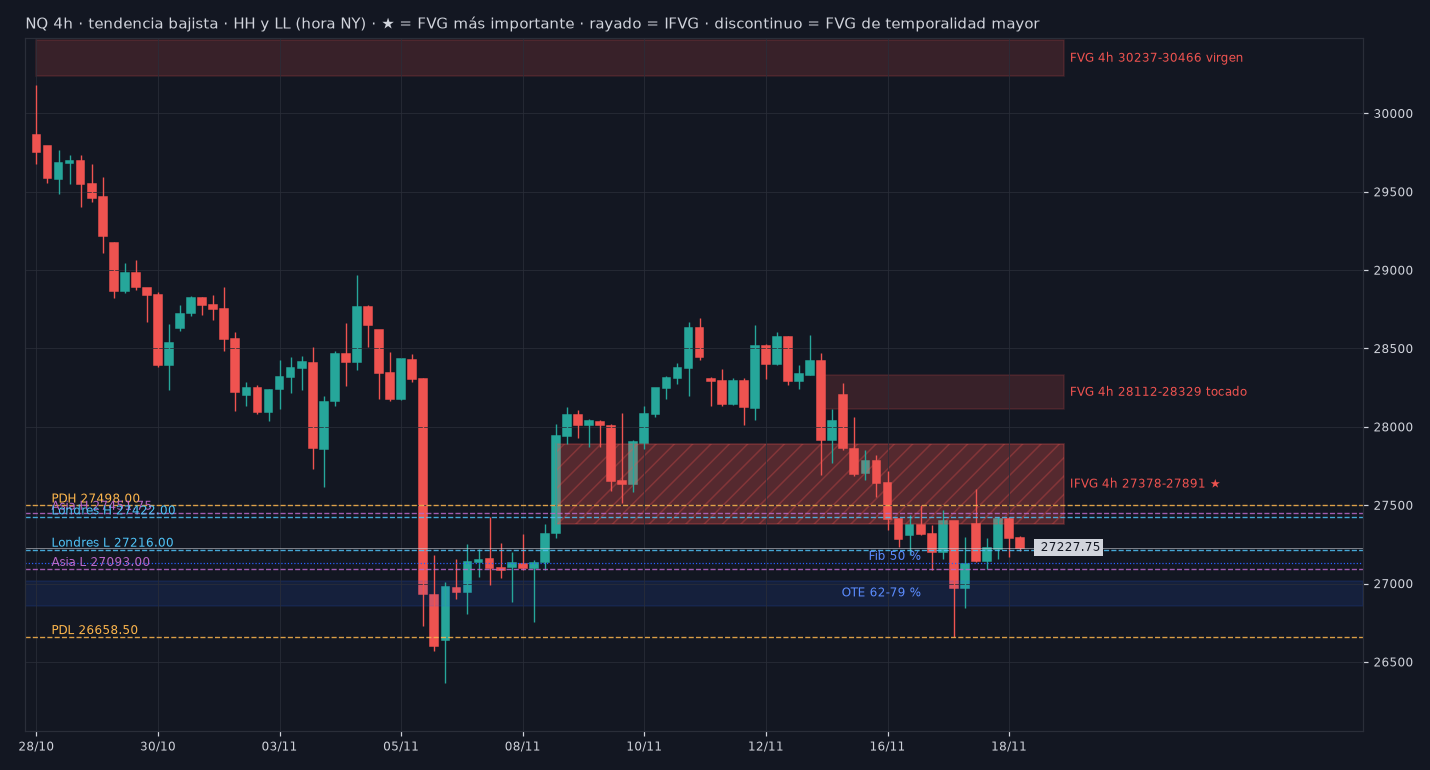 NQ 4h · tendencia bajista · HH y LL (hora NY) · ★ = FVG más importante · rayado = IFVG · discontinuo = FVG de temporalidad mayor
FVG 4h 30237-30466 virgen
30000
29500
29000
28500
FVG 4h 28112-28329 tocado
28000
IFVG 4h 27378-27891 ★
PDH 27498.00
27500
Londres H 27422.00
Londres L 27216.00
27227.75
Fib 50 %
Asia L 27093.00
27000
OTE 62-79 %
PDL 26658.50
26500
28/10
30/10
03/11
05/11
08/11
10/11
12/11
16/11
18/11